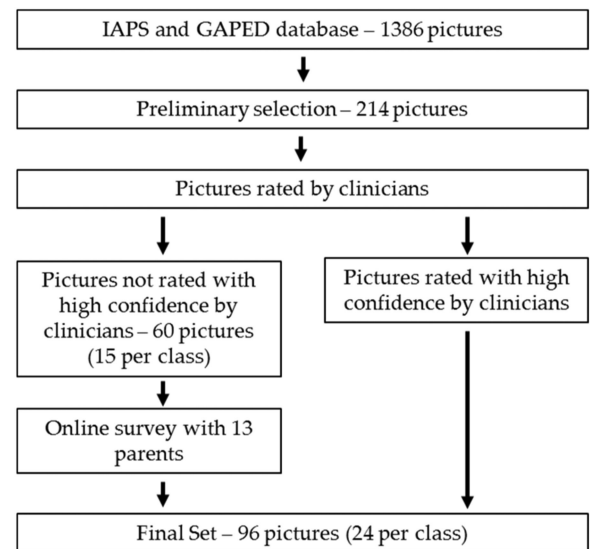 IAPS and GAPED database – 1386 pictures
Preliminary selection – 214 pictures
Pictures rated by clinicians
Pictures not rated with
high confidence by
clinicians – 60 pictures
(15 per class)
Pictures rated with high
confidence by clinicians
Online survey with 13
parents
Final Set – 96 pictures (24 per class)